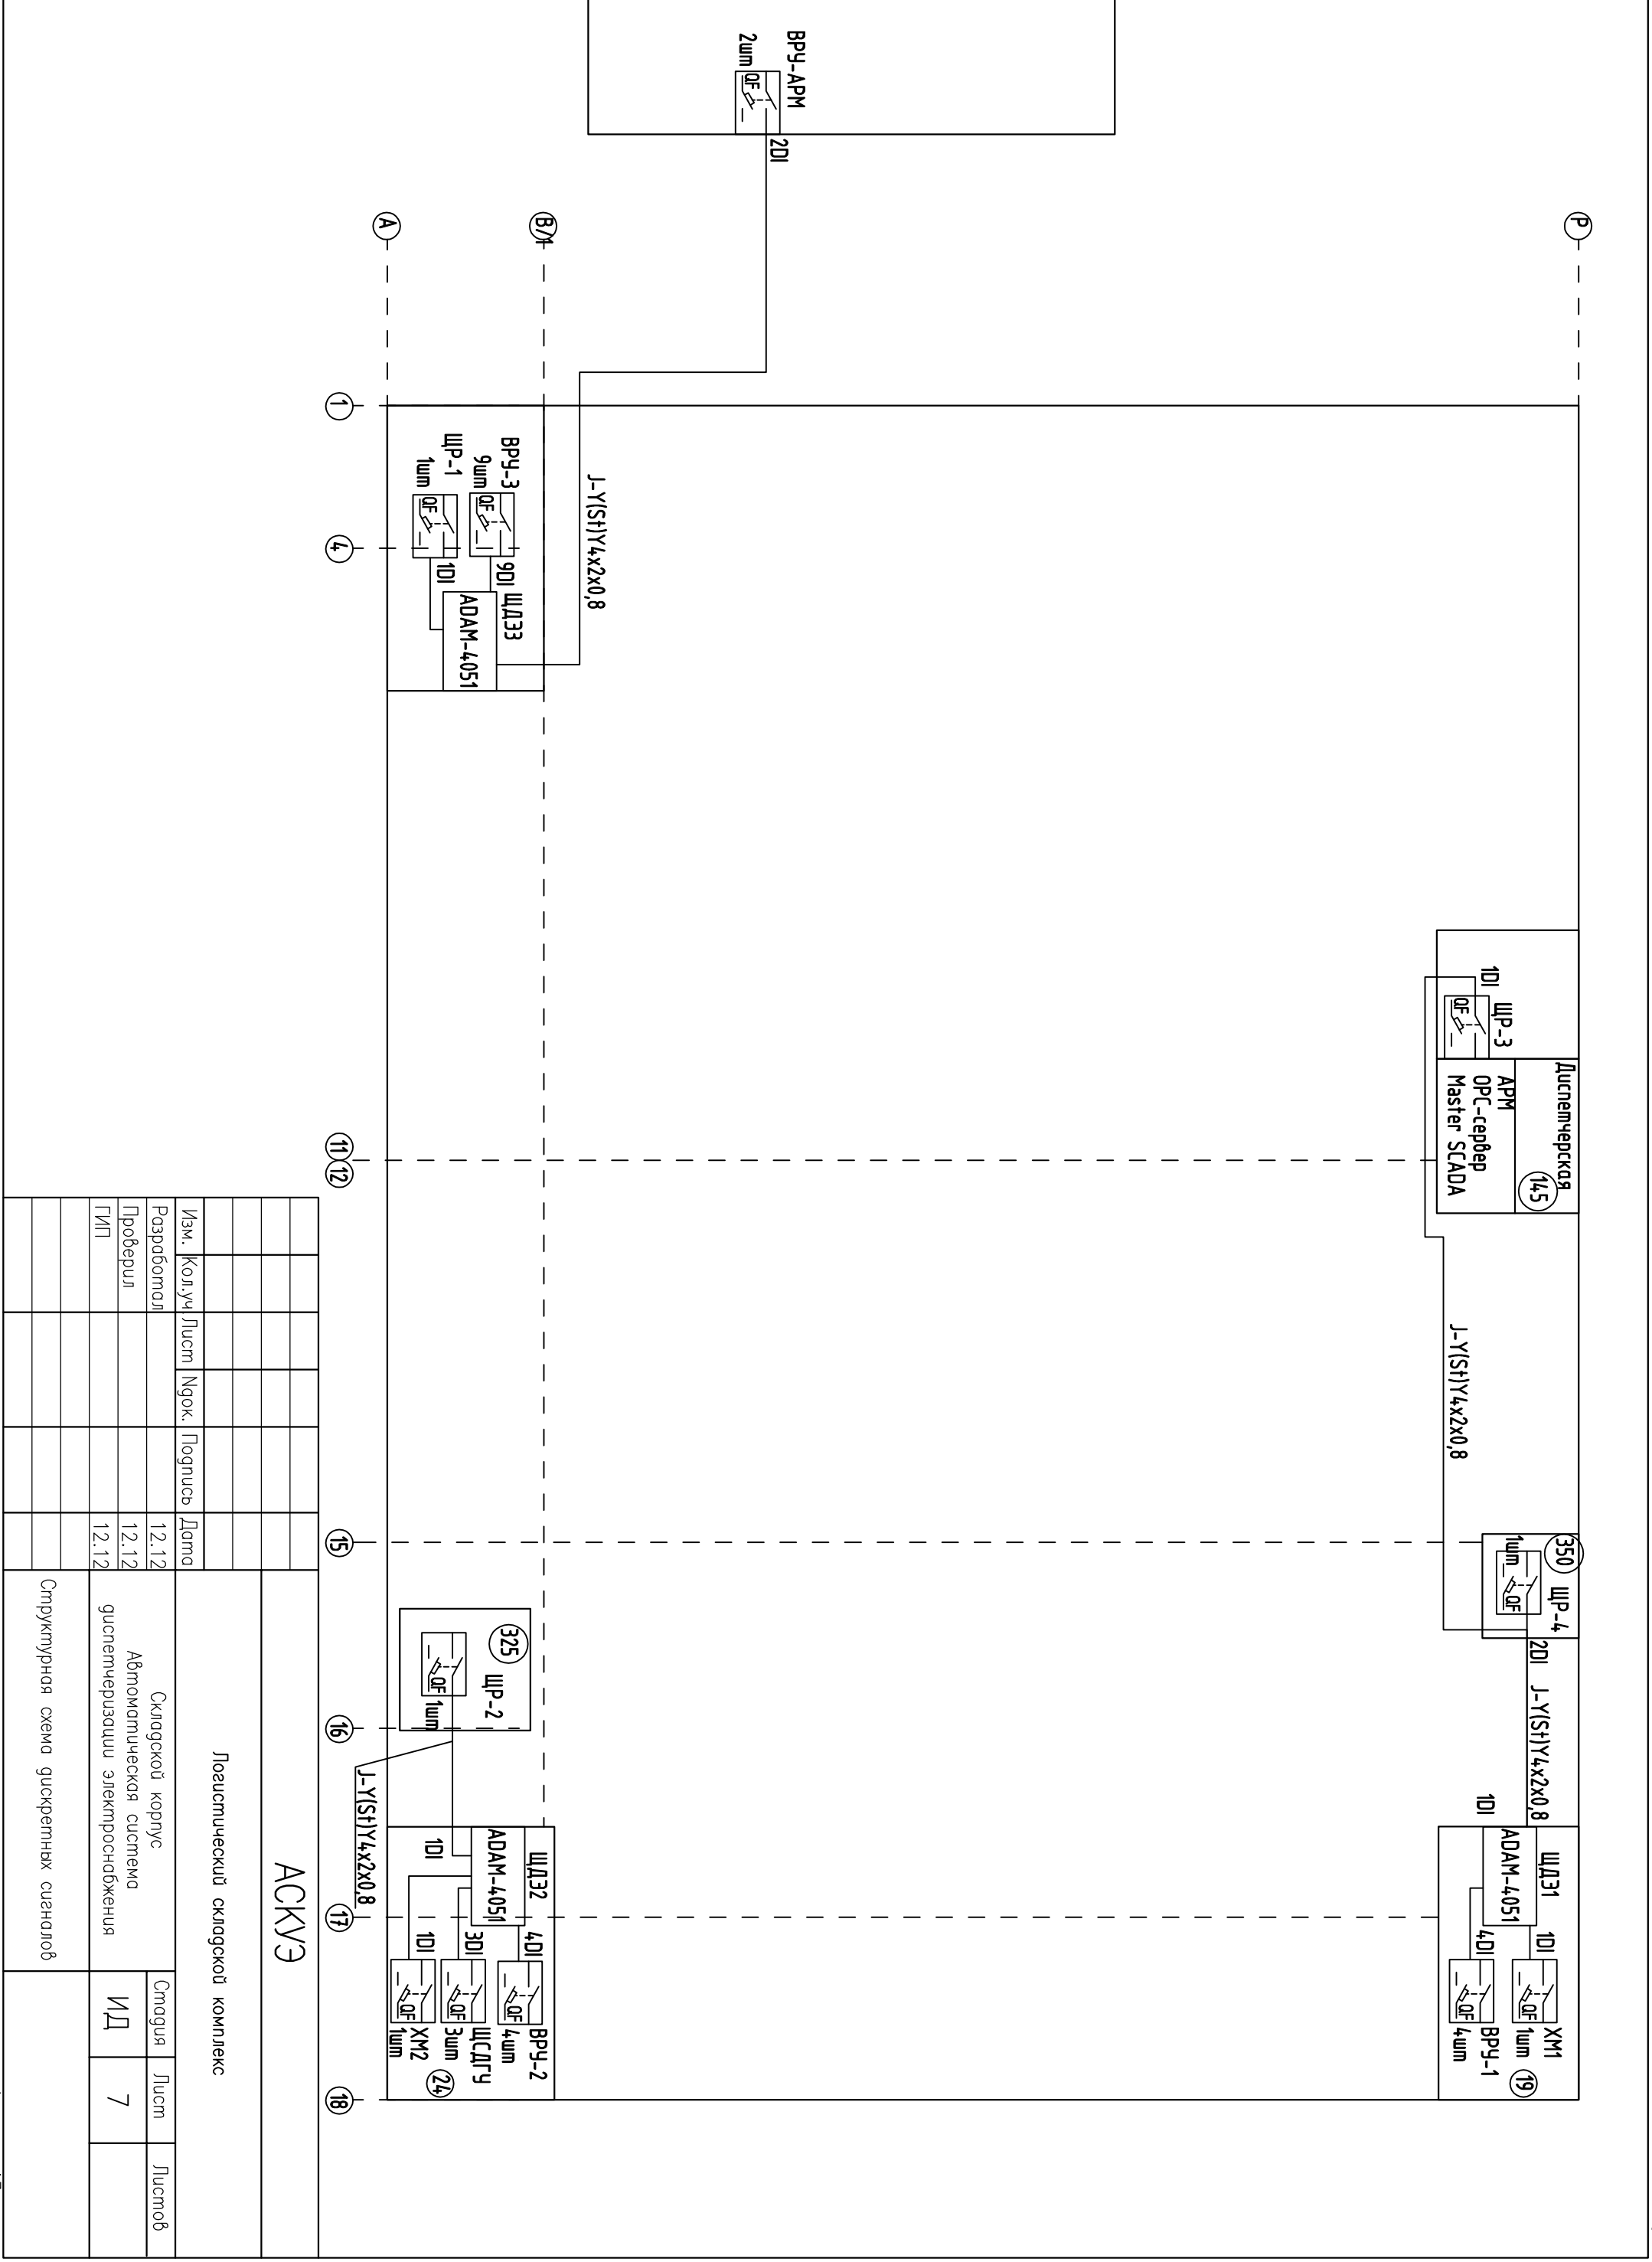 ВРУ-АРМ
2шт
QF
2DI
А
В/1
Р
1
4
11
12
15
16
17
18
J-Y(St)Y4x2x0,8
ВРУ-3
9шт
QF
9DI
ЩР-1
1шт
QF
1DI
ЩДЭ3
ADAM-4051
1DI
ЩР-3
QF
Диспетчерская
145
АРМ
OPC-сервер
Master SCADA
J-Y(St)Y4x2x0,8
350
ЩР-4
1шт
QF
2DI
J-Y(St)Y4x2x0,8
1DI
ЩДЭ1
ADAM-4051
1DI
QF
ХМ1
1шт
4DI
QF
ВРУ-1
4шт
19
325
ЩР-2
QF
1шт
J-Y(St)Y4x2x0,8
ЩДЭ2
ADAM-4051
1DI
4DI
QF
ВРУ-2
4шт
3DI
QF
ЩСДГУ
3шт
1DI
QF
ХМ2
1шт
24
АСКУЭ
Логистический складской комплекс
Изм. Кол.уч. Лист Nдок. Подпись Дата
Разработал 12.12
Проверил 12.12
ГИП 12.12
Складской корпус
Автоматическая система
диспетчеризации электроснабжения
Стадия Лист Листов
ИД 7
Структурная схема дискретных сигналов